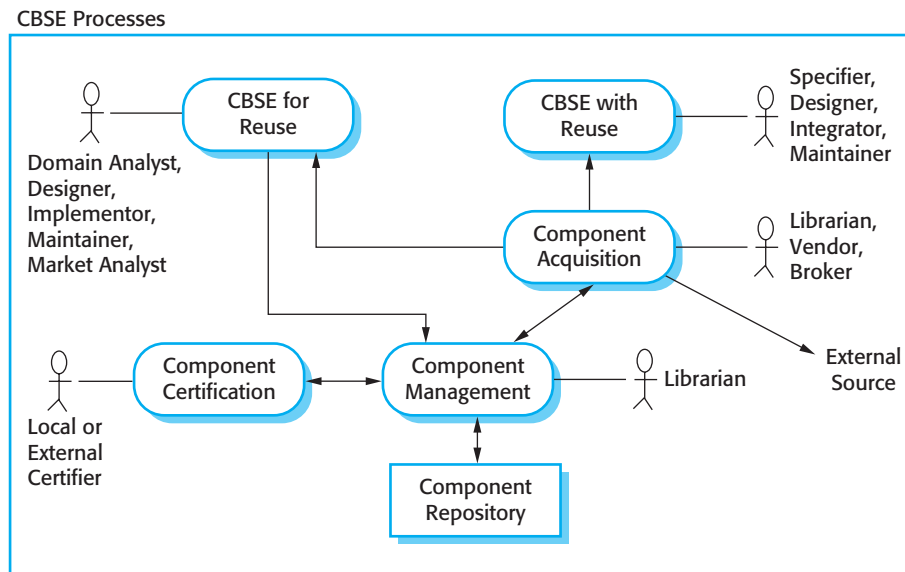 CBSE Processes
CBSE for
Reuse
CBSE with
Reuse
Specifier,
Designer,
Integrator,
Maintainer
Domain Analyst,
Designer,
Implementor,
Maintainer,
Market Analyst
Component
Acquisition
Librarian,
Vendor,
Broker
Component
Certification
Component
Management
Librarian
External
Source
Local or
External
Certifier
Component
Repository